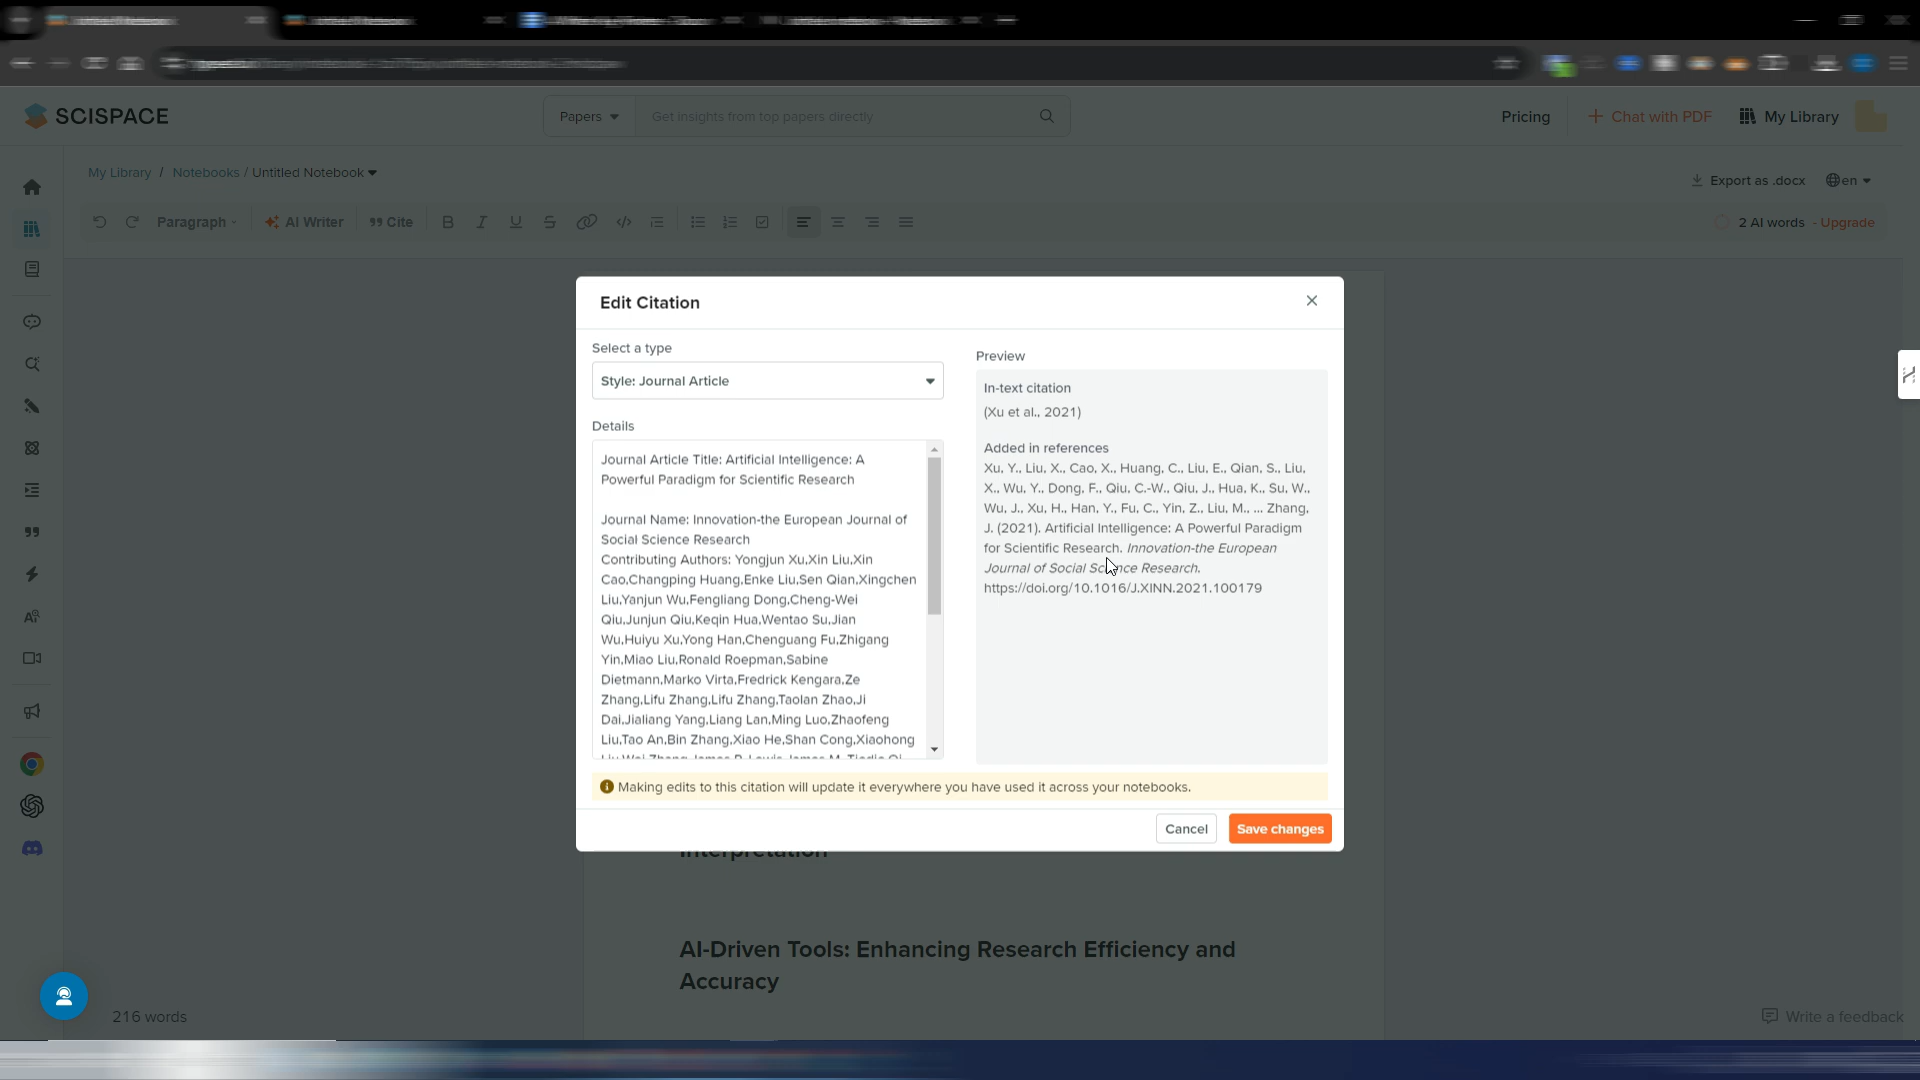 SCISPACE
Papers
Get insights from top papers directly
Pricing
Chat with PDF
My Library
My Library / Notebooks / Untitled Notebook
Export as .docx
en
Paragraph
AI Writer
Cite
2 AI words - Upgrade
Edit Citation
Select a type
Style: Journal Article
Details
Journal Article Title: Artificial Intelligence: A
Powerful Paradigm for Scientific Research
Journal Name: Innovation-the European Journal of
Social Science Research
Contributing Authors: Yongjun Xu,Xin Liu,Xin
Cao,Changping Huang,Enke Liu,Sen Qian,Xingchen
Liu,Yanjun Wu,Fengliang Dong,Cheng-Wei
Qiu,Junjun Qiu,Keqin Hua,Wentao Su,Jian
Wu,Huiyu Xu,Yong Han,Chenguang Fu,Zhigang
Yin,Miao Liu,Ronald Roepman,Sabine
Dietmann,Marko Virta,Fredrick Kengara,Ze
Zhang,Lifu Zhang,Lifu Zhang,Taolan Zhao,Ji
Dai,Jialiang Yang,Liang Lan,Ming Luo,Zhaofeng
Liu,Tao An,Bin Zhang,Xiao He,Shan Cong,Xiaohong
Preview
In-text citation
(Xu et al., 2021)
Added in references
Xu, Y., Liu, X., Cao, X., Huang, C., Liu, E., Qian, S., Liu,
X., Wu, Y., Dong, F., Qiu, C.-W., Qiu, J., Hua, K., Su, W.,
Wu, J., Xu, H., Han, Y., Fu, C., Yin, Z., Liu, M., ... Zhang,
J. (2021). Artificial Intelligence: A Powerful Paradigm
for Scientific Research. Innovation-the European
Journal of Social Science Research.
https://doi.org/10.1016/J.XINN.2021.100179
Making edits to this citation will update it everywhere you have used it across your notebooks.
Cancel
Save changes
Interpretation
AI-Driven Tools: Enhancing Research Efficiency and
Accuracy
216 words
Write a feedback